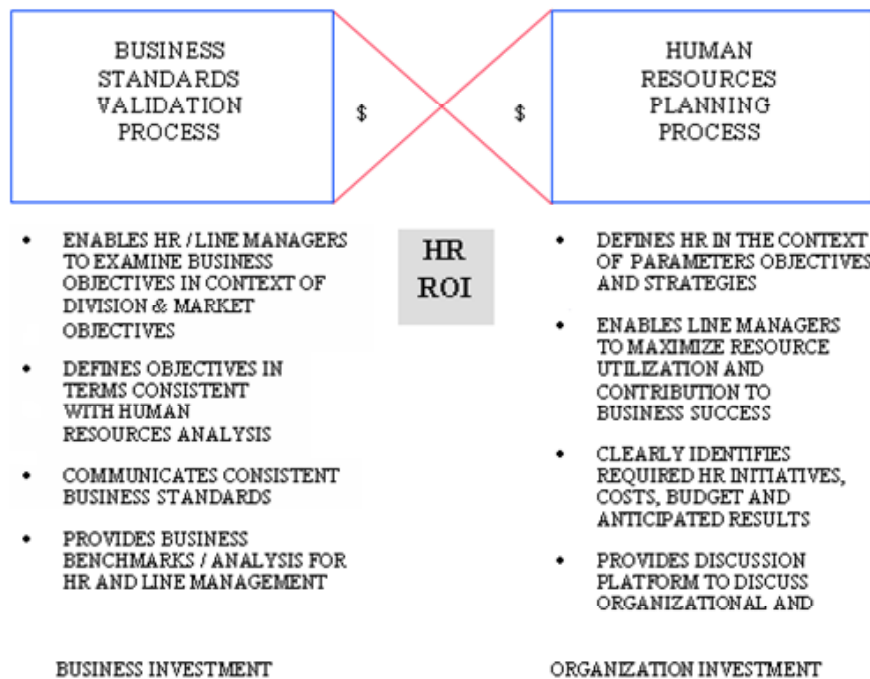 BUSINESS
STANDARDS
VALIDATION
PROCESS
$
$
HUMAN
RESOURCES
PLANNING
PROCESS
• ENABLES HR / LINE MANAGERS
TO EXAMINE BUSINESS
OBJECTIVES IN CONTEXT OF
DIVISION & MARKET
OBJECTIVES
• DEFINES OBJECTIVES IN
TERMS CONSISTENT
WITH HUMAN
RESOURCES ANALYSIS
• COMMUNICATES CONSISTENT
BUSINESS STANDARDS
• PROVIDES BUSINESS
BENCHMARKS / ANALYSIS FOR
HR AND LINE MANAGEMENT
BUSINESS INVESTMENT
HR
ROI
• DEFINES HR IN THE CONTEXT
OF PARAMETERS OBJECTIVES
AND STRATEGIES
• ENABLES LINE MANAGERS
TO MAXIMIZE RESOURCE
UTILIZATION AND
CONTRIBUTION TO
BUSINESS SUCCESS
• CLEARLY IDENTIFIES
REQUIRED HR INITIATIVES,
COSTS, BUDGET AND
ANTICIPATED RESULTS
• PROVIDES DISCUSSION
PLATFORM TO DISCUSS
ORGANIZATIONAL AND
ORGANIZATION INVESTMENT